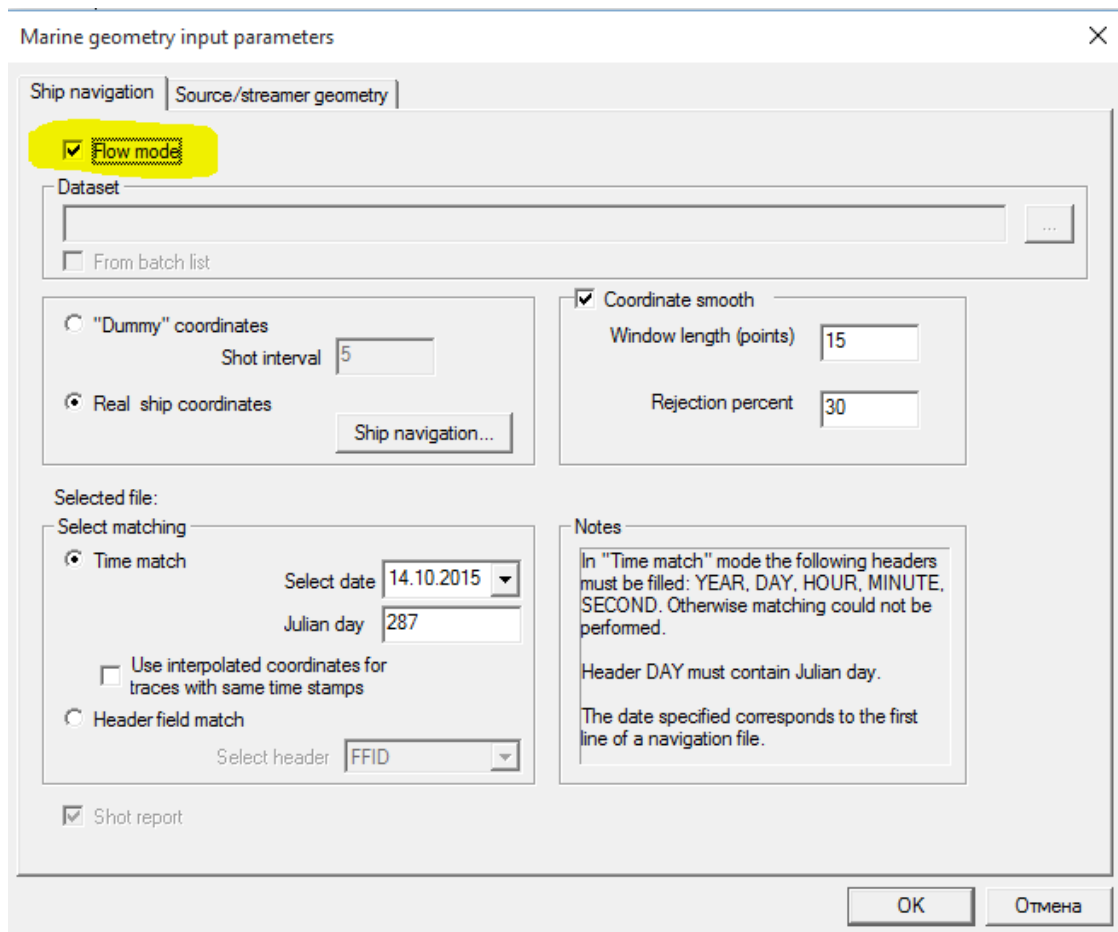 Marine geometry input parameters
Ship navigation
Source/streamer geometry
Flow mode
Dataset
...
From batch list
"Dummy" coordinates
Shot interval 5
Real ship coordinates
Ship navigation...
Coordinate smooth
Window length (points) 15
Rejection percent 30
Selected file:
Select matching
Time match
Select date 14.10.2015
Julian day 287
Use interpolated coordinates for
traces with same time stamps
Header field match
Select header FFID
Notes
In "Time match" mode the following headers
must be filled: YEAR, DAY, HOUR, MINUTE,
SECOND. Otherwise matching could not be
performed.
Header DAY must contain Julian day.
The date specified corresponds to the first
line of a navigation file.
Shot report
OK
Отмена